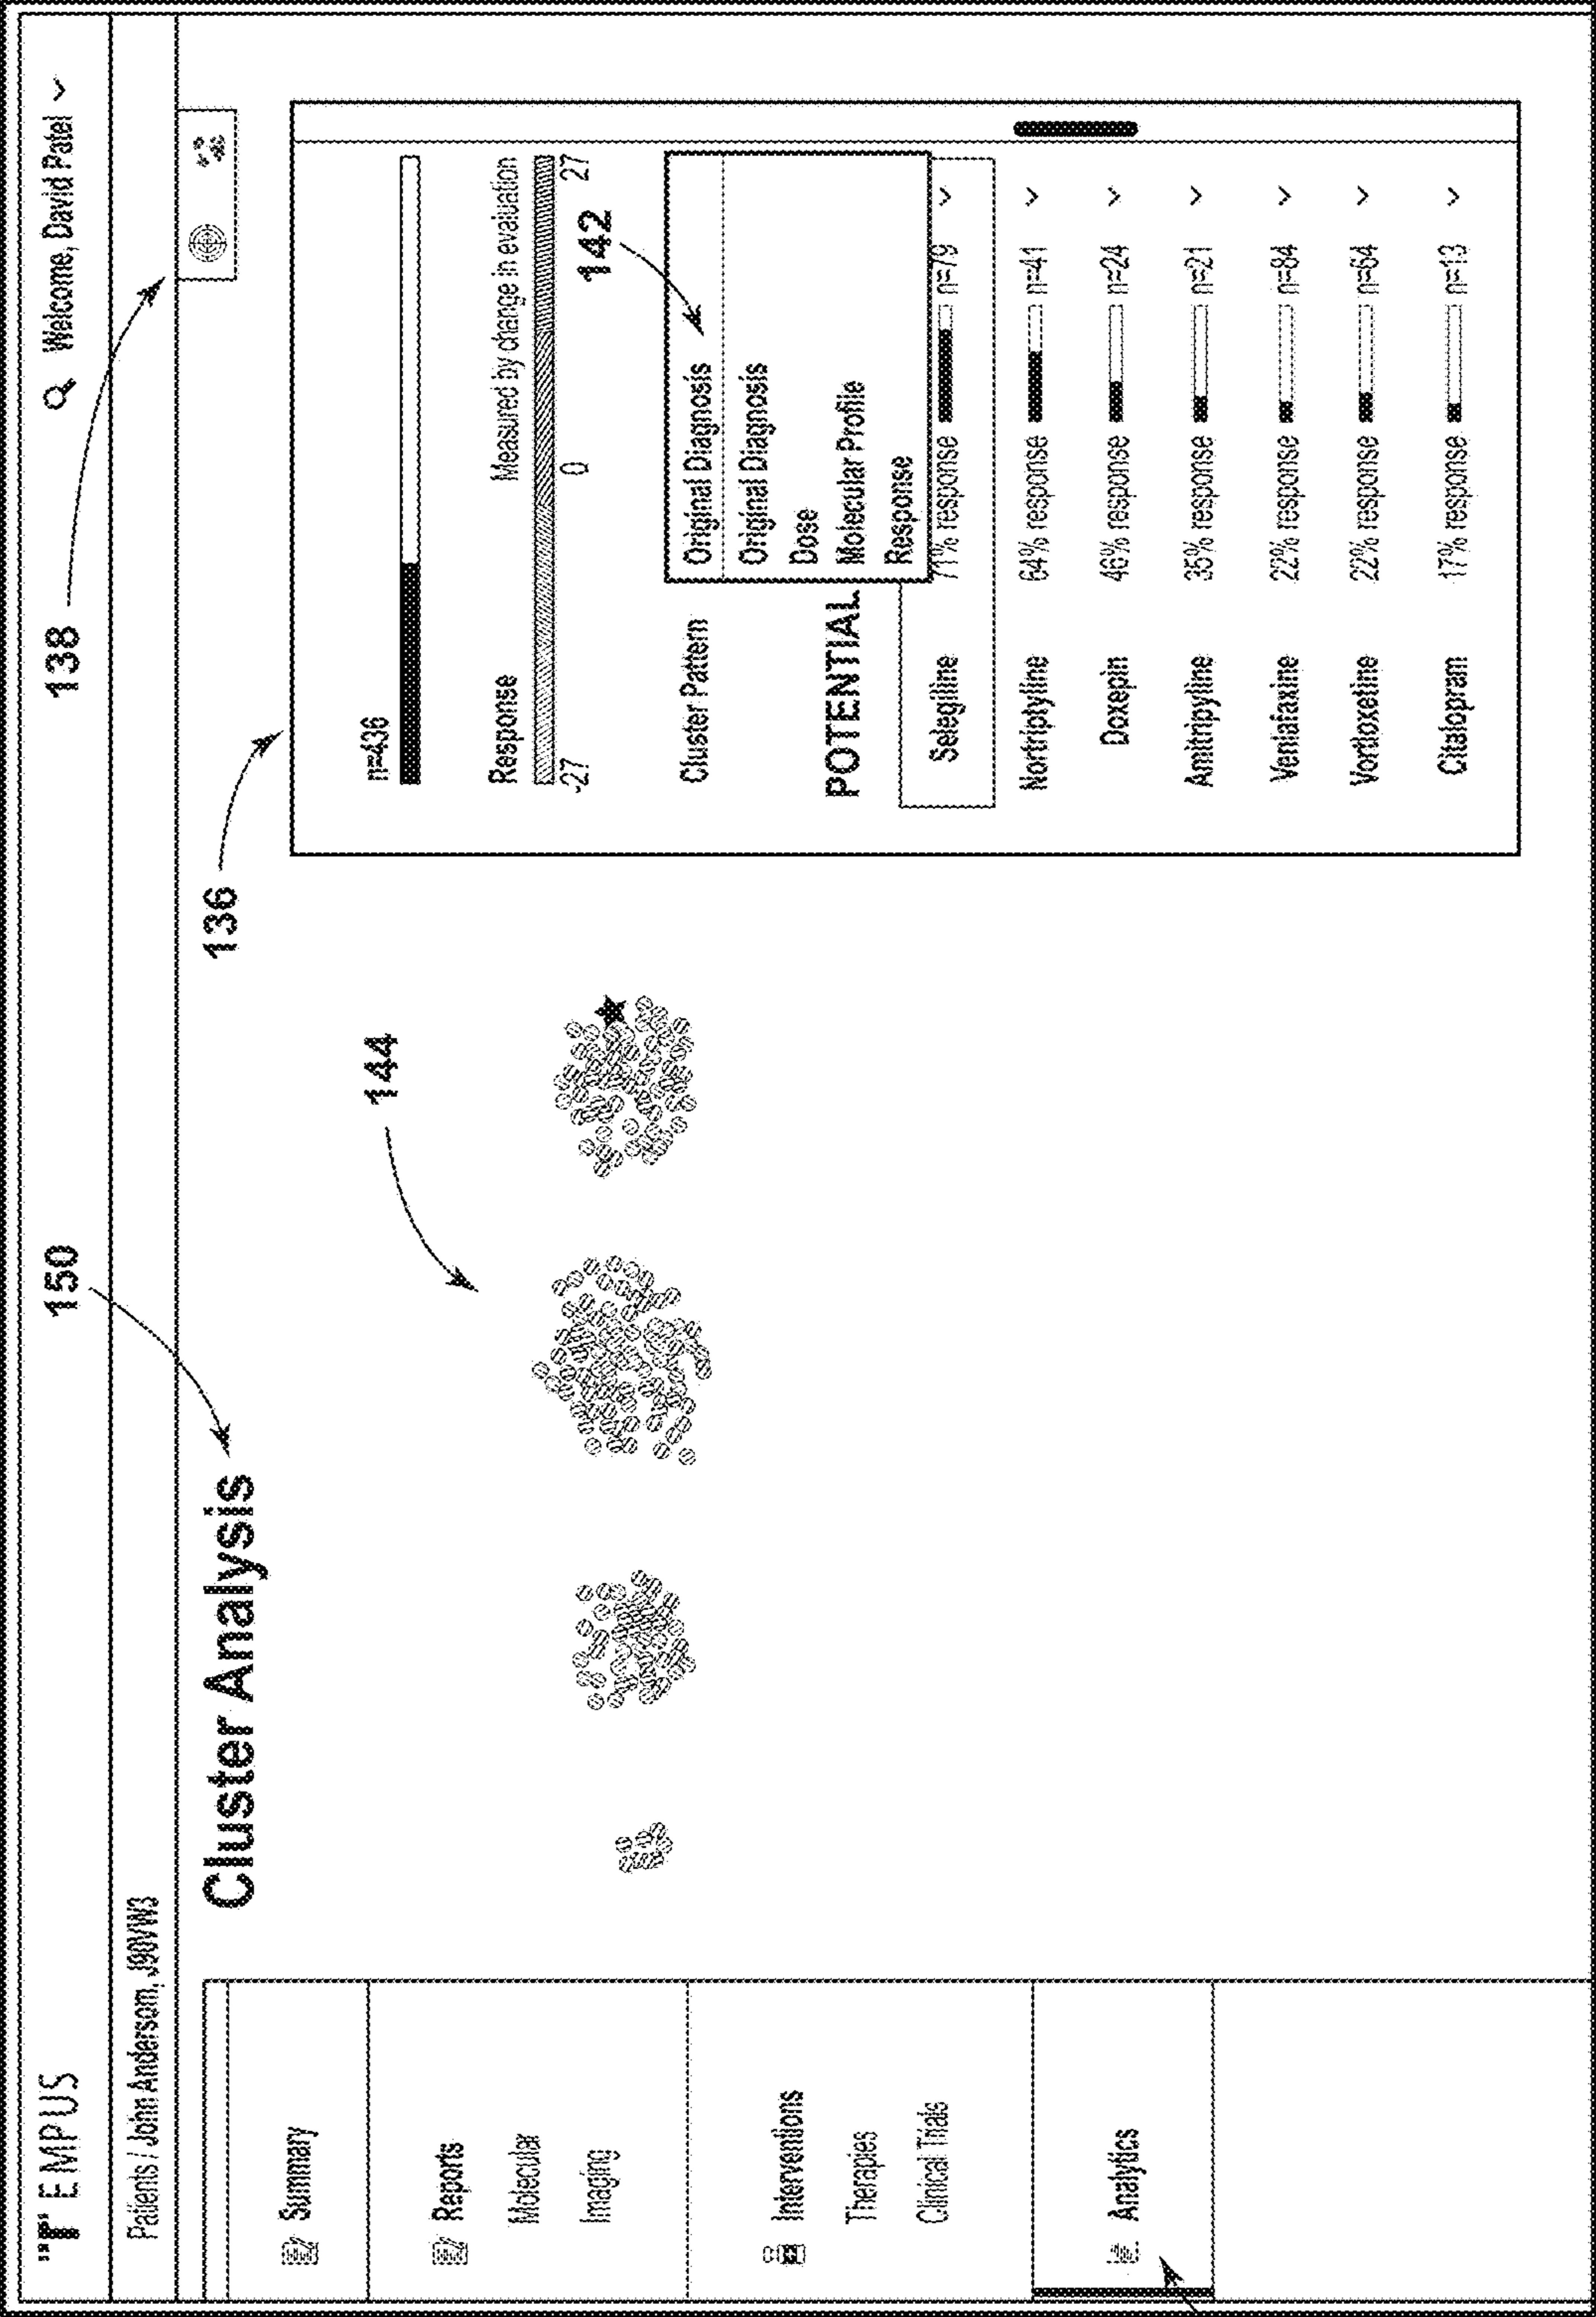 TEMPUS
150
138
Welcome, David Patel
Patients / John Andersom, J90VW3
Cluster Analysis
136
Summary
Reports
Molecular
Imaging
Interventions
Therapies
Clinical Trials
Analytics
144
n=436
Response
Measured by change in evaluation
-27
0
27
142
Cluster Pattern
Original Diagnosis
Original Diagnosis
Dose
Molecular Profile
Response
POTENTIAL
Selegiline 71% response n=79
Nortriptyline 64% response n=41
Doxepin 46% response n=24
Amitripyline 35% response n=21
Venlafaxine 22% response n=84
Vortioxetine 22% response n=64
Citalopram 17% response n=13